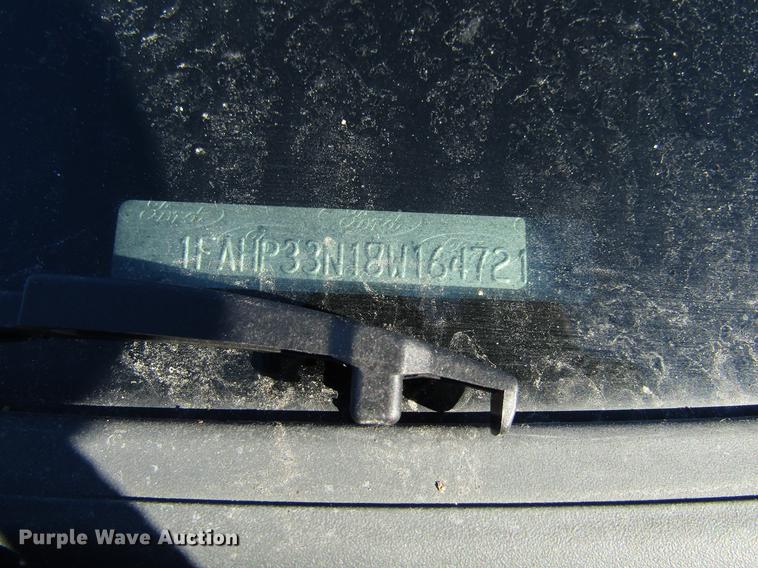 Ford Ford
1FAHP33N18W164721
Purple Wave Auction